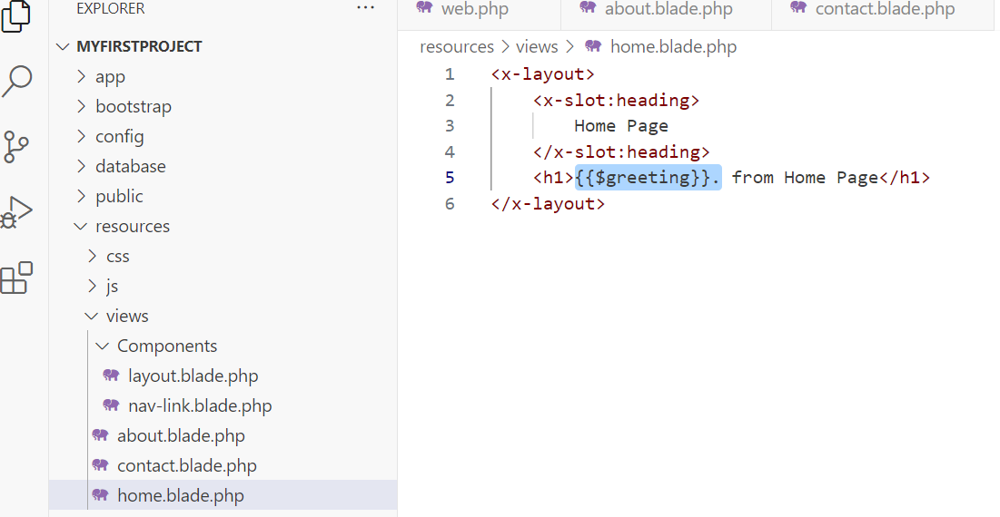 EXPLORER
...
MYFIRSTPROJECT
app
bootstrap
config
database
public
resources
css
js
views
Components
layout.blade.php
nav-link.blade.php
about.blade.php
contact.blade.php
home.blade.php
web.php about.blade.php contact.blade.php
resources > views > home.blade.php
1 <x-layout>
2 <x-slot:heading>
3 Home Page
4 </x-slot:heading>
5 <h1>{{$greeting}}. from Home Page</h1>
6 </x-layout>